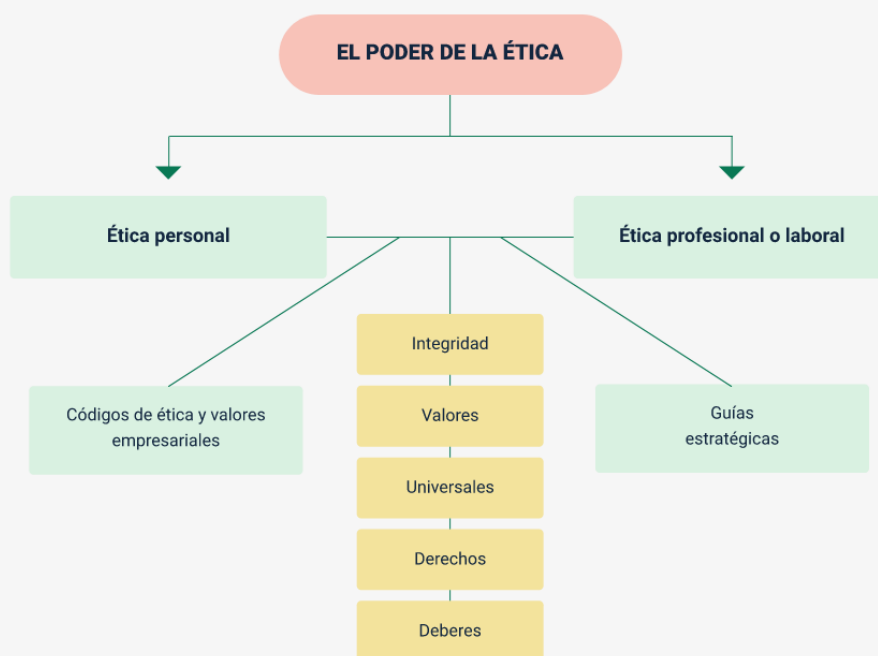 EL PODER DE LA ÉTICA
Ética personal
Ética profesional o laboral
Códigos de ética y valores
empresariales
Integridad
Valores
Universales
Derechos
Deberes
Guías
estratégicas